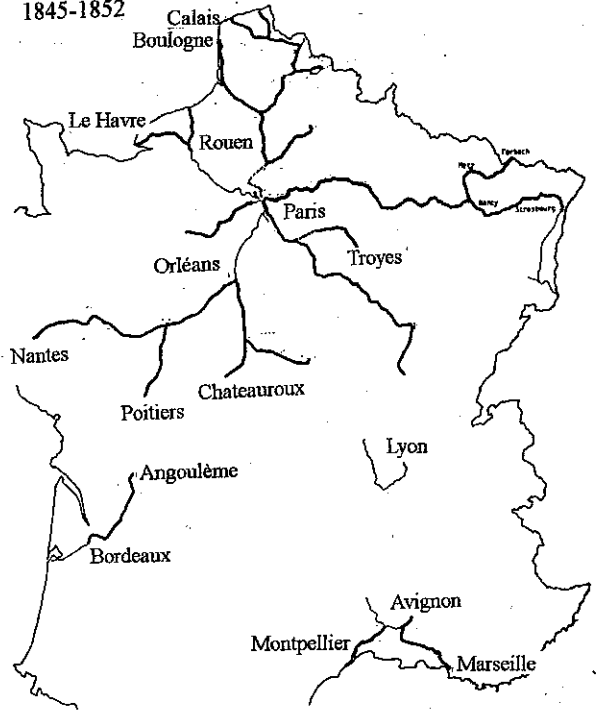 1845-1852
Calais
Boulogne
Le Havre
Rouen
Forbach
Metz
Nancy
Strasbourg
Paris
Troyes
Orléans
Nantes
Chateauroux
Poitiers
Lyon
Angoulème
Bordeaux
Avignon
Montpellier
Marseille